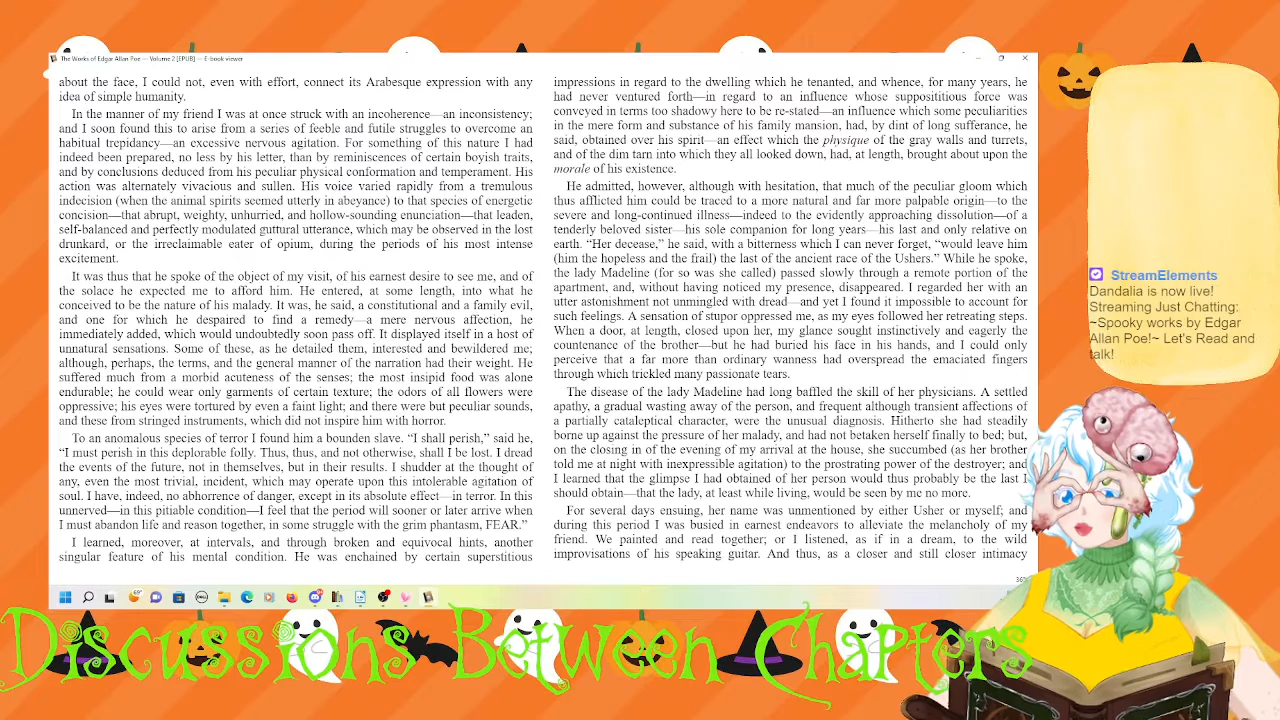 The Works of Edgar Allan Poe — Volume 2 [EPUB] — E-book viewer
about the face, I could not, even with effort, connect its Arabesque expression with any
idea of simple humanity.
In the manner of my friend I was at once struck with an incoherence—an inconsistency;
and I soon found this to arise from a series of feeble and futile struggles to overcome an
habitual trepidancy—an excessive nervous agitation. For something of this nature I had
indeed been prepared, no less by his letter, than by reminiscences of certain boyish traits,
and by conclusions deduced from his peculiar physical conformation and temperament. His
action was alternately vivacious and sullen. His voice varied rapidly from a tremulous
indecision (when the animal spirits seemed utterly in abeyance) to that species of energetic
concision—that abrupt, weighty, unhurried, and hollow-sounding enunciation—that leaden,
self-balanced and perfectly modulated guttural utterance, which may be observed in the lost
drunkard, or the irreclaimable eater of opium, during the periods of his most intense
excitement.
It was thus that he spoke of the object of my visit, of his earnest desire to see me, and of
the solace he expected me to afford him. He entered, at some length, into what he
conceived to be the nature of his malady. It was, he said, a constitutional and a family evil,
and one for which he despaired to find a remedy—a mere nervous affection, he
immediately added, which would undoubtedly soon pass off. It displayed itself in a host of
unnatural sensations. Some of these, as he detailed them, interested and bewildered me;
although, perhaps, the terms, and the general manner of the narration had their weight. He
suffered much from a morbid acuteness of the senses; the most insipid food was alone
endurable; he could wear only garments of certain texture; the odors of all flowers were
oppressive; his eyes were tortured by even a faint light; and there were but peculiar sounds,
and these from stringed instruments, which did not inspire him with horror.
To an anomalous species of terror I found him a bounden slave. “I shall perish,” said he,
“I must perish in this deplorable folly. Thus, thus, and not otherwise, shall I be lost. I dread
the events of the future, not in themselves, but in their results. I shudder at the thought of
any, even the most trivial, incident, which may operate upon this intolerable agitation of
soul. I have, indeed, no abhorrence of danger, except in its absolute effect—in terror. In this
unnerved—in this pitiable condition—I feel that the period will sooner or later arrive when
I must abandon life and reason together, in some struggle with the grim phantasm, FEAR.”
I learned, moreover, at intervals, and through broken and equivocal hints, another
singular feature of his mental condition. He was enchained by certain superstitious
impressions in regard to the dwelling which he tenanted, and whence, for many years, he
had never ventured forth—in regard to an influence whose supposititious force was
conveyed in terms too shadowy here to be re-stated—an influence which some peculiarities
in the mere form and substance of his family mansion, had, by dint of long sufferance, he
said, obtained over his spirit—an effect which the physique of the gray walls and turrets,
and of the dim tarn into which they all looked down, had, at length, brought about upon the
morale of his existence.
He admitted, however, although with hesitation, that much of the peculiar gloom which
thus afflicted him could be traced to a more natural and far more palpable origin—to the
severe and long-continued illness—indeed to the evidently approaching dissolution—of a
tenderly beloved sister—his sole companion for long years—his last and only relative on
earth. “Her decease,” he said, with a bitterness which I can never forget, “would leave him
(him the hopeless and the frail) the last of the ancient race of the Ushers.” While he spoke,
the lady Madeline (for so was she called) passed slowly through a remote portion of the
apartment, and, without having noticed my presence, disappeared. I regarded her with an
utter astonishment not unmingled with dread—and yet I found it impossible to account for
such feelings. A sensation of stupor oppressed me, as my eyes followed her retreating steps.
When a door, at length, closed upon her, my glance sought instinctively and eagerly the
countenance of the brother—but he had buried his face in his hands, and I could only
perceive that a far more than ordinary wanness had overspread the emaciated fingers
through which trickled many passionate tears.
The disease of the lady Madeline had long baffled the skill of her physicians. A settled
apathy, a gradual wasting away of the person, and frequent although transient affections of
a partially cataleptical character, were the unusual diagnosis. Hitherto she had steadily
borne up against the pressure of her malady, and had not betaken herself finally to bed; but,
on the closing in of the evening of my arrival at the house, she succumbed (as her brother
told me at night with inexpressible agitation) to the prostrating power of the destroyer; and
I learned that the glimpse I had obtained of her person would thus probably be the last I
should obtain—that the lady, at least while living, would be seen by me no more.
For several days ensuing, her name was unmentioned by either Usher or myself; and
during this period I was busied in earnest endeavors to alleviate the melancholy of my
friend. We painted and read together; or I listened, as if in a dream, to the wild
improvisations of his speaking guitar. And thus, as a closer and still closer intimacy
StreamElements
Dandalia is now live!
Streaming Just Chatting:
~Spooky works by Edgar
Allan Poe!~ Let's Read and
talk!
Discussions Between Chapters